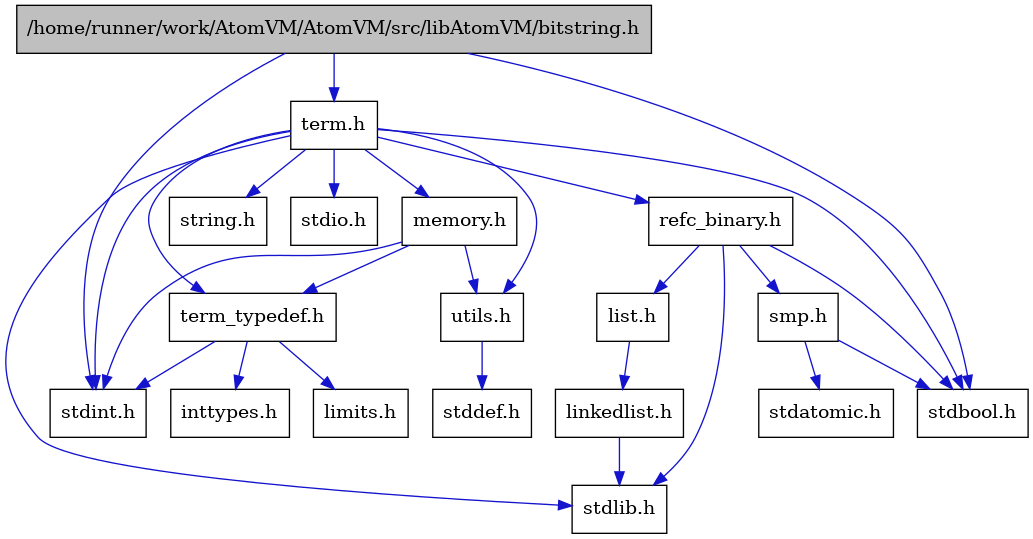 /home/runner/work/AtomVM/AtomVM/src/libAtomVM/bitstring.h
term.h
string.h
stdio.h
memory.h
refc_binary.h
term_typedef.h
utils.h
list.h
smp.h
stdint.h
inttypes.h
limits.h
stddef.h
linkedlist.h
stdatomic.h
stdbool.h
stdlib.h